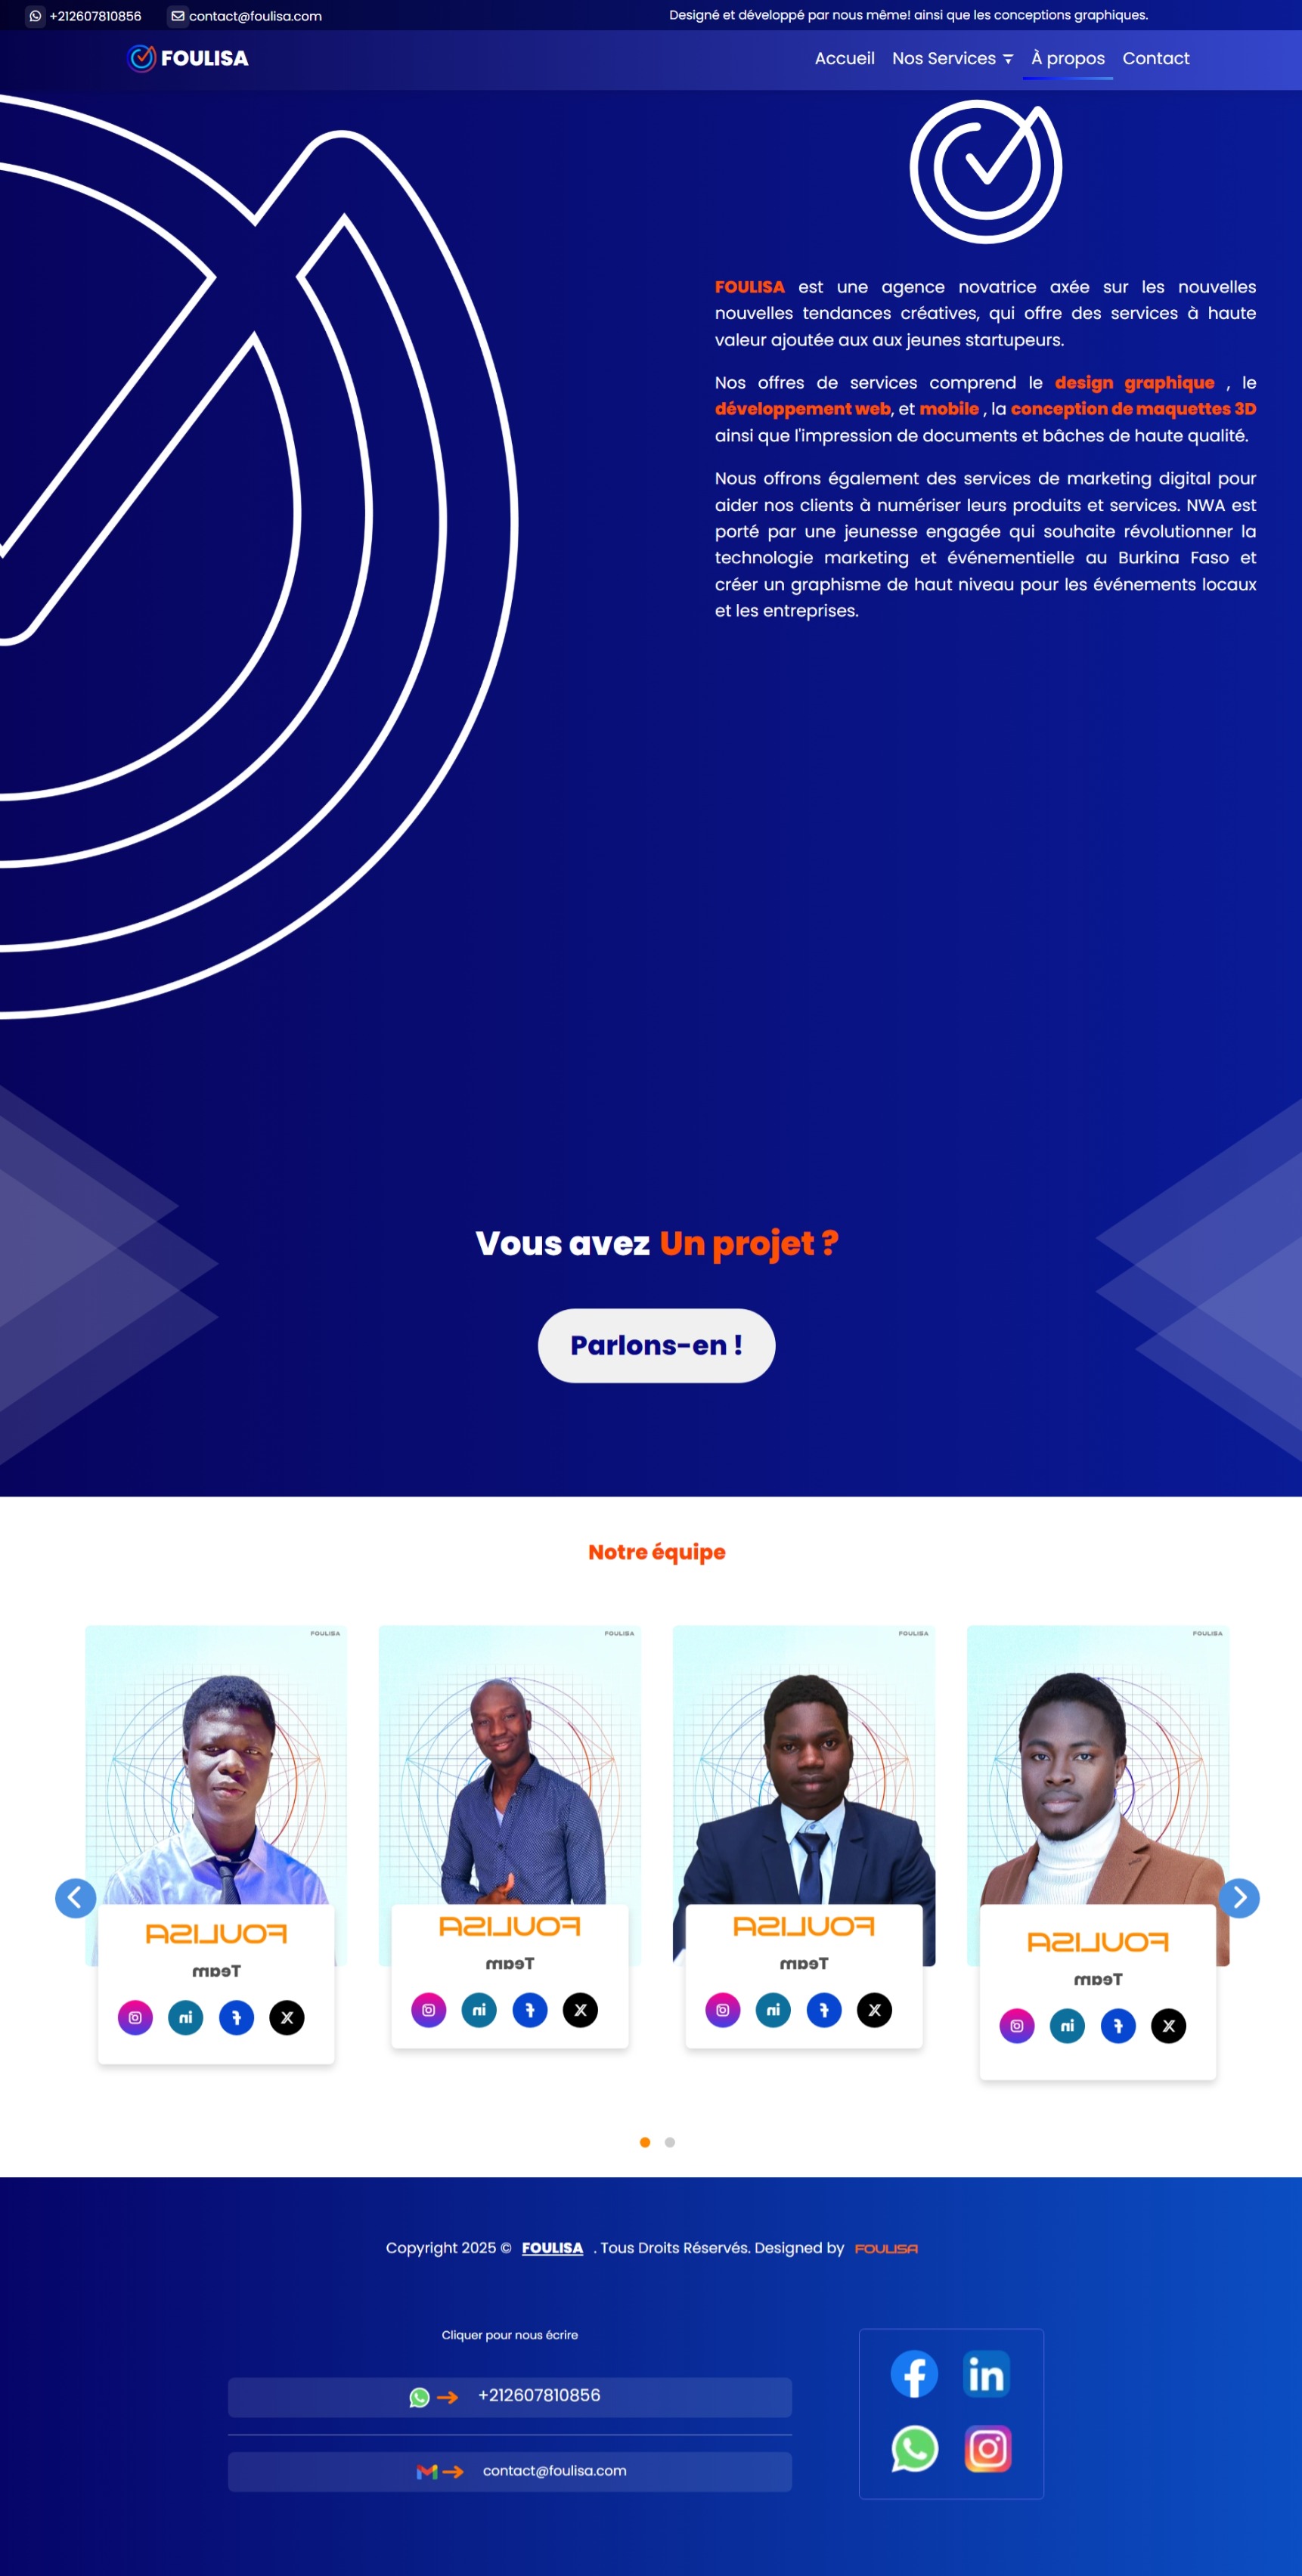 +212607810856 contact@foulisa.com Designé et développé par nous même! ainsi que les conceptions graphiques.
FOULISA Accueil Nos Services À propos Contact
FOULISA est une agence novatrice axée sur les nouvelles
nouvelles tendances créatives, qui offre des services à haute
valeur ajoutée aux aux jeunes startupeurs.
Nos offres de services comprend le design graphique , le
développement web, et mobile , la conception de maquettes 3D
ainsi que l'impression de documents et bâches de haute qualité.
Nous offrons également des services de marketing digital pour
aider nos clients à numériser leurs produits et services. NWA est
porté par une jeunesse engagée qui souhaite révolutionner la
technologie marketing et événementielle au Burkina Faso et
créer un graphisme de haut niveau pour les événements locaux
et les entreprises.
Vous avez Un projet ?
Parlons-en !
Notre équipe
FOULISA FOULISA FOULISA FOULISA
FOULISA FOULISA FOULISA FOULISA
Team Team Team Team
in in in in
Copyright 2025 © FOULISA . Tous Droits Réservés. Designed by FOULISA
Cliquer pour nous écrire
+212607810856
contact@foulisa.com
in